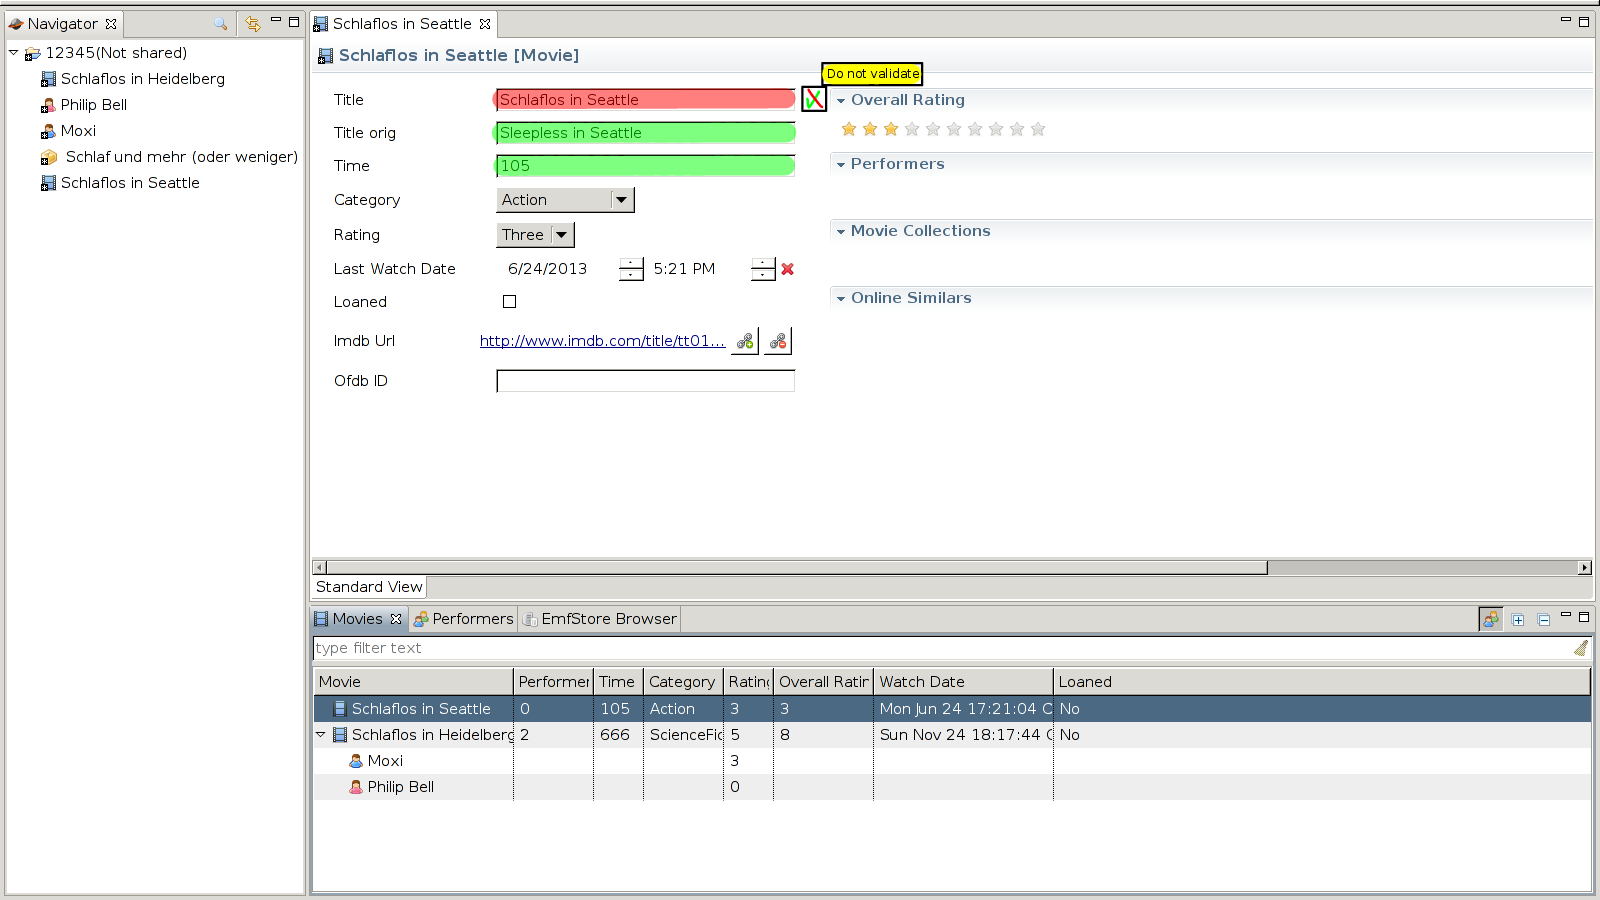 Navigator
12345(Not shared)
Schlaflos in Heidelberg
Philip Bell
Moxi
Schlaf und mehr (oder weniger)
Schlaflos in Seattle
Schlaflos in Seattle
Schlaflos in Seattle [Movie]
Do not validate
Title Schlaflos in Seattle
Title orig Sleepless in Seattle
Time 105
Category Action
Rating Three
Last Watch Date 6/24/2013 5:21 PM
Loaned
Imdb Url http://www.imdb.com/title/tt01...
Ofdb ID
Overall Rating
Performers
Movie Collections
Online Similars
Standard View
Movies Performers EmfStore Browser
type filter text
Movie Performer Time Category Rating Overall Ratin Watch Date Loaned
Schlaflos in Seattle 0 105 Action 3 3 Mon Jun 24 17:21:04 C No
Schlaflos in Heidelberg 2 666 ScienceFic 5 8 Sun Nov 24 18:17:44 C No
Moxi 3
Philip Bell 0